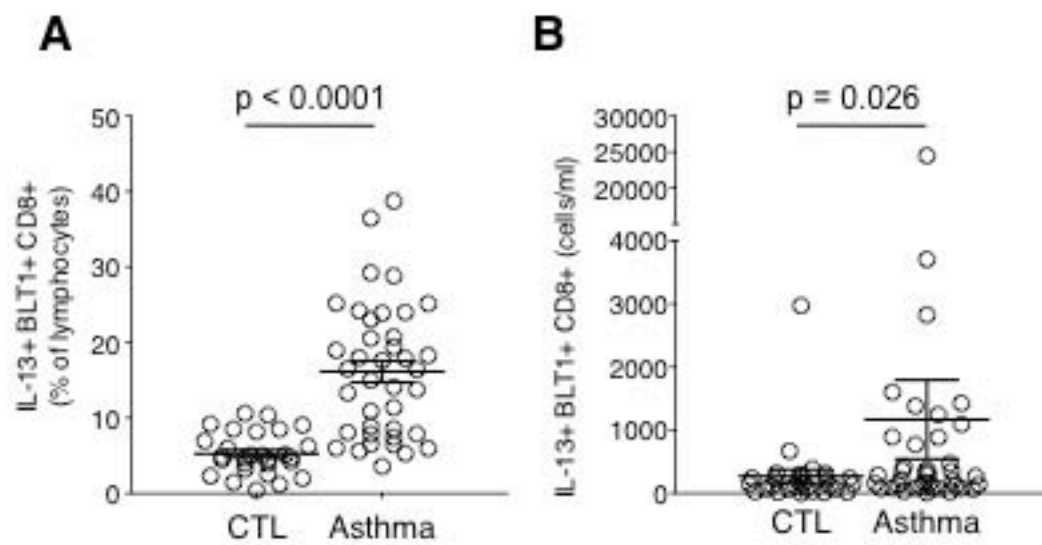 A
p < 0.0001
IL-13+ BLT1+ CD8+
(% of lymphocytes)
50
40
30
20
10
0
CTL
Asthma
B
p = 0.026
IL-13+ BLT1+ CD8+ (cells/ml)
30000
25000
20000
4000
3000
2000
1000
0
CTL
Asthma